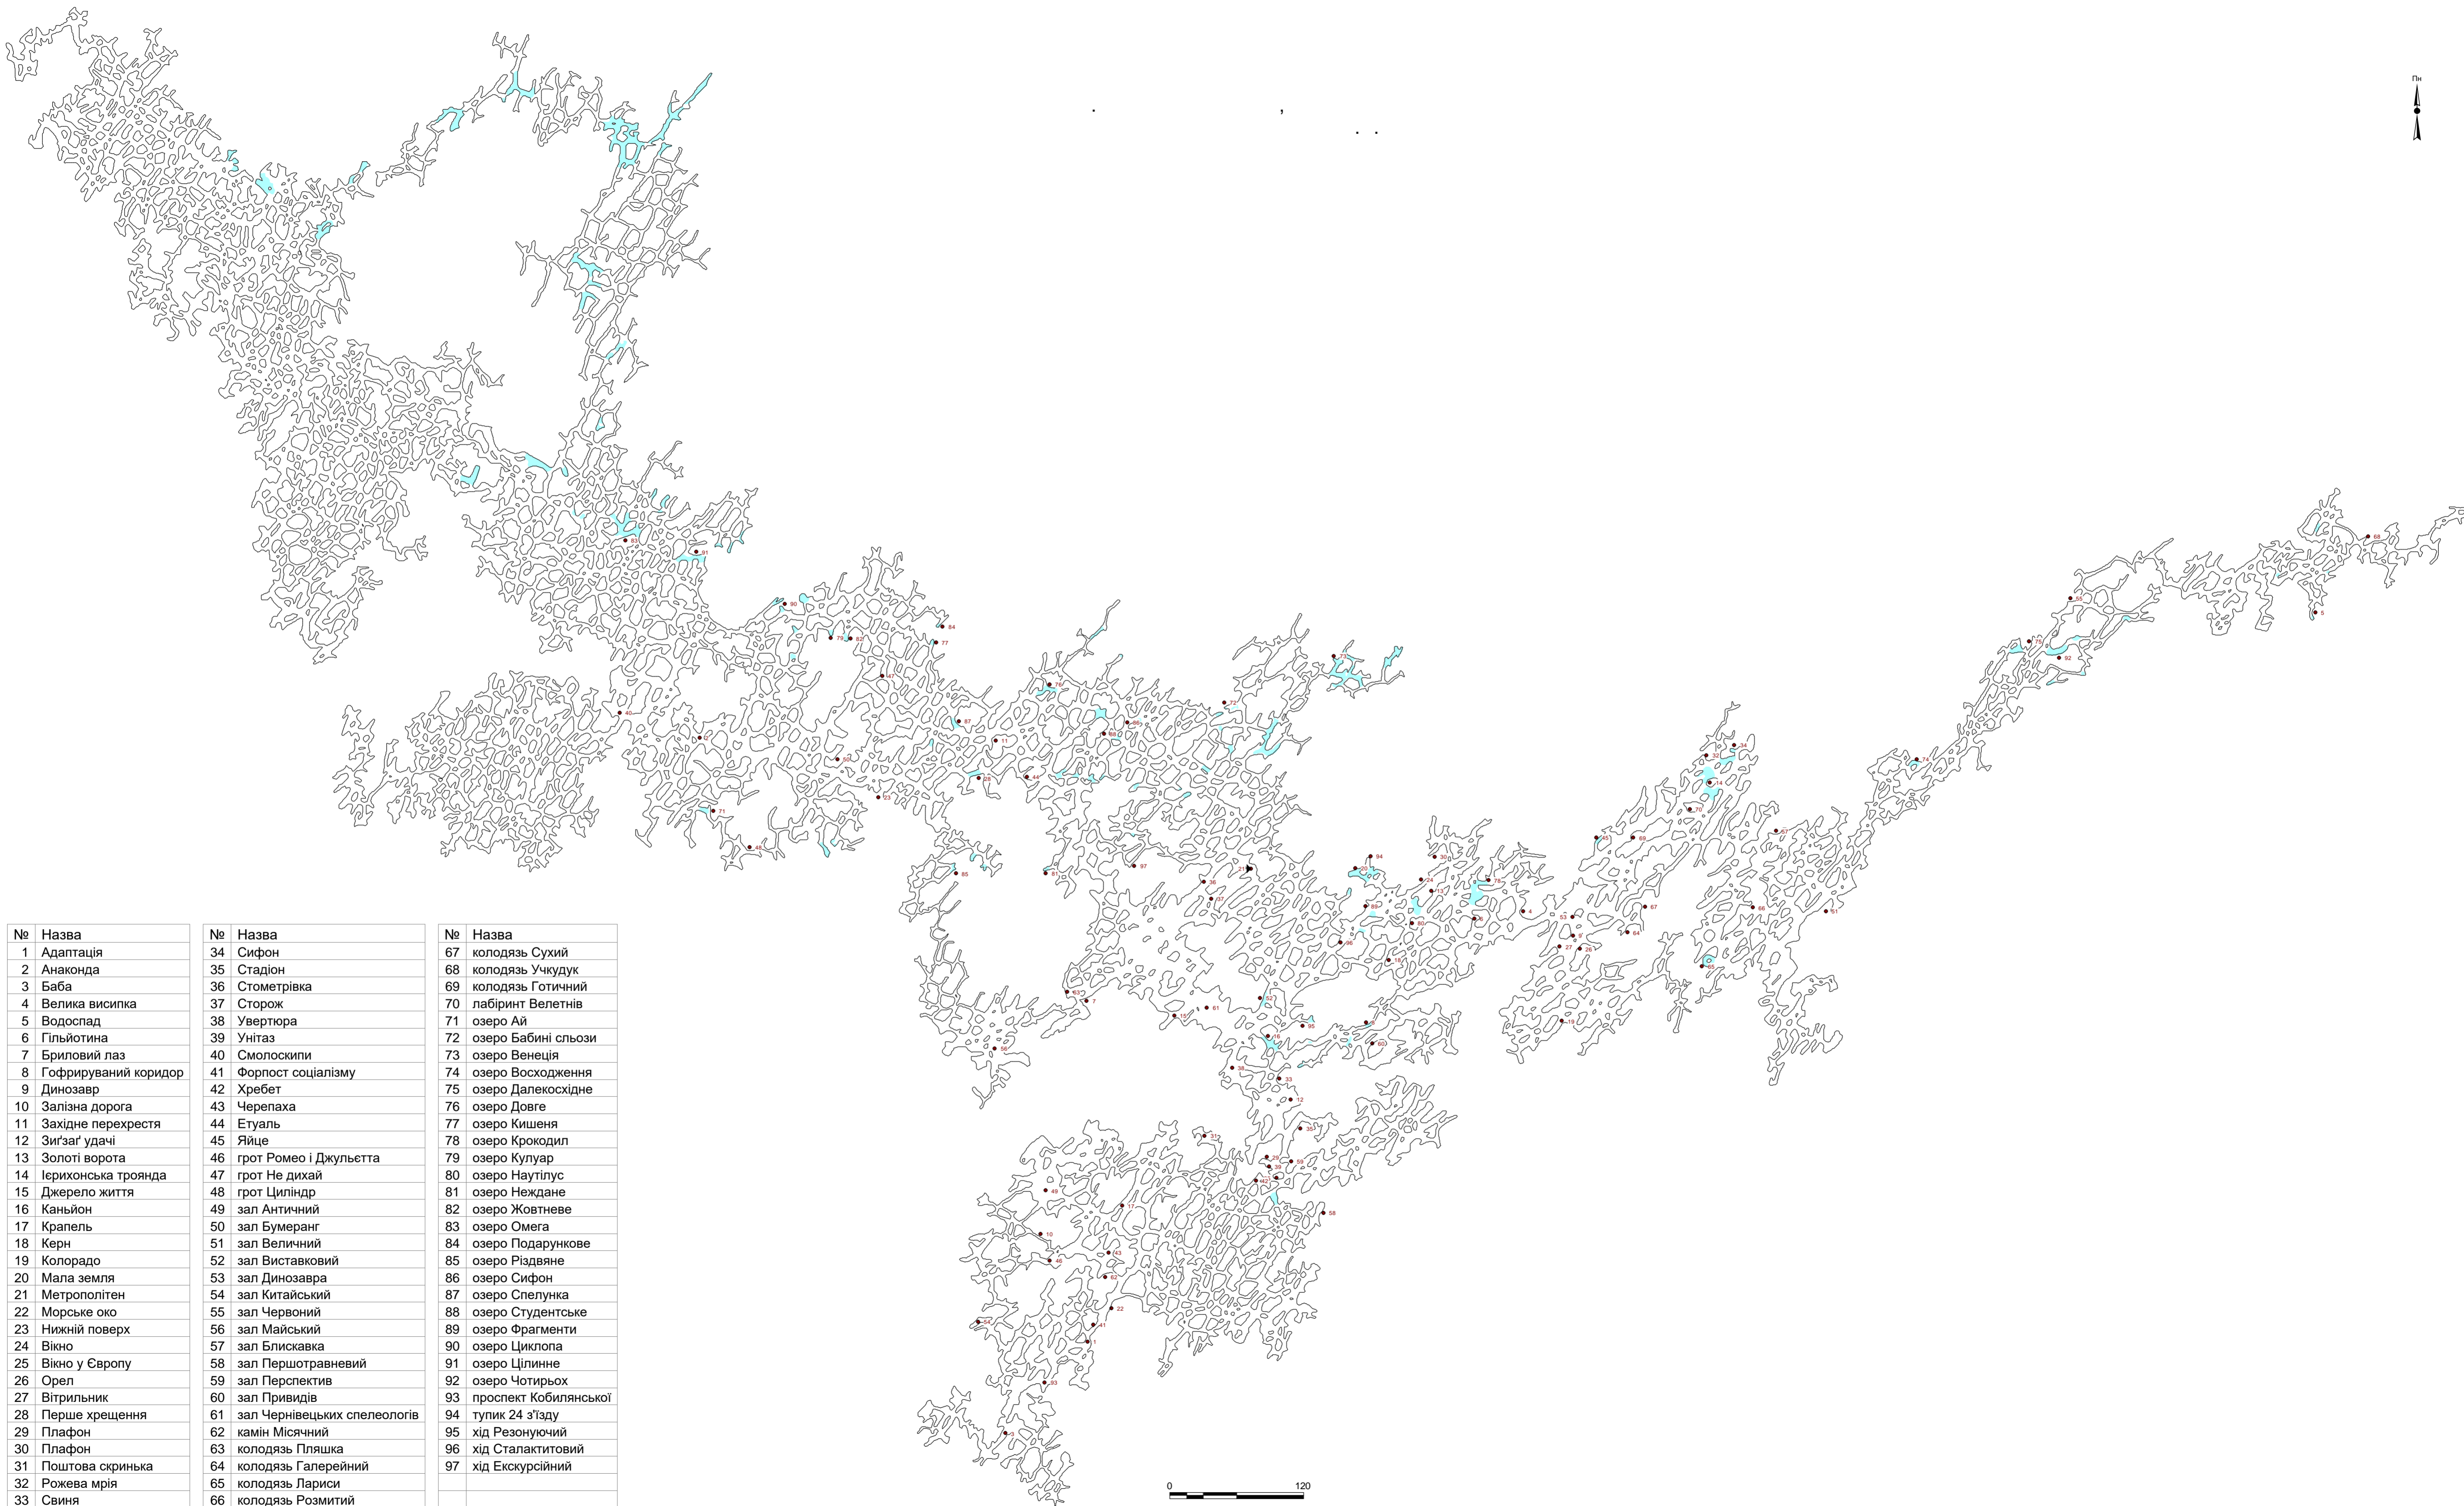 Пн
№ Назва
1 Адаптація
2 Анаконда
3 Баба
4 Велика висипка
5 Водоспад
6 Гільйотина
7 Бриловий лаз
8 Гофрируваний коридор
9 Динозавр
10 Залізна дорога
11 Західне перехрестя
12 Зиґзаґ удачі
13 Золоті ворота
14 Ієрихонська троянда
15 Джерело життя
16 Каньйон
17 Крапель
18 Керн
19 Колорадо
20 Мала земля
21 Метрополітен
22 Морське око
23 Нижній поверх
24 Вікно
25 Вікно у Європу
26 Орел
27 Вітрильник
28 Перше хрещення
29 Плафон
30 Плафон
31 Поштова скринька
32 Рожева мрія
33 Свиня
№ Назва
34 Сифон
35 Стадіон
36 Стометрівка
37 Сторож
38 Увертюра
39 Унітаз
40 Смолоскипи
41 Форпост соціалізму
42 Хребет
43 Черепаха
44 Етуаль
45 Яйце
46 грот Ромео і Джульєтта
47 грот Не дихай
48 грот Циліндр
49 зал Античний
50 зал Бумеранг
51 зал Величний
52 зал Виставковий
53 зал Динозавра
54 зал Китайський
55 зал Червоний
56 зал Майський
57 зал Блискавка
58 зал Першотравневий
59 зал Перспектив
60 зал Привидів
61 зал Чернівецьких спелеологів
62 камін Місячний
63 колодязь Пляшка
64 колодязь Галерейний
65 колодязь Лариси
66 колодязь Розмитий
№ Назва
67 колодязь Сухий
68 колодязь Учкудук
69 колодязь Готичний
70 лабіринт Велетнів
71 озеро Ай
72 озеро Бабині сльози
73 озеро Венеція
74 озеро Восходження
75 озеро Далекосхідне
76 озеро Довге
77 озеро Кишеня
78 озеро Крокодил
79 озеро Кулуар
80 озеро Наутілус
81 озеро Неждане
82 озеро Жовтневе
83 озеро Омега
84 озеро Подарункове
85 озеро Різдвяне
86 озеро Сифон
87 озеро Спелунка
88 озеро Студентське
89 озеро Фрагменти
90 озеро Циклопа
91 озеро Цілинне
92 озеро Чотирьох
93 проспект Кобилянської
94 тупик 24 з'їзду
95 хід Резонуючий
96 хід Сталактитовий
97 хід Екскурсійний
0 120